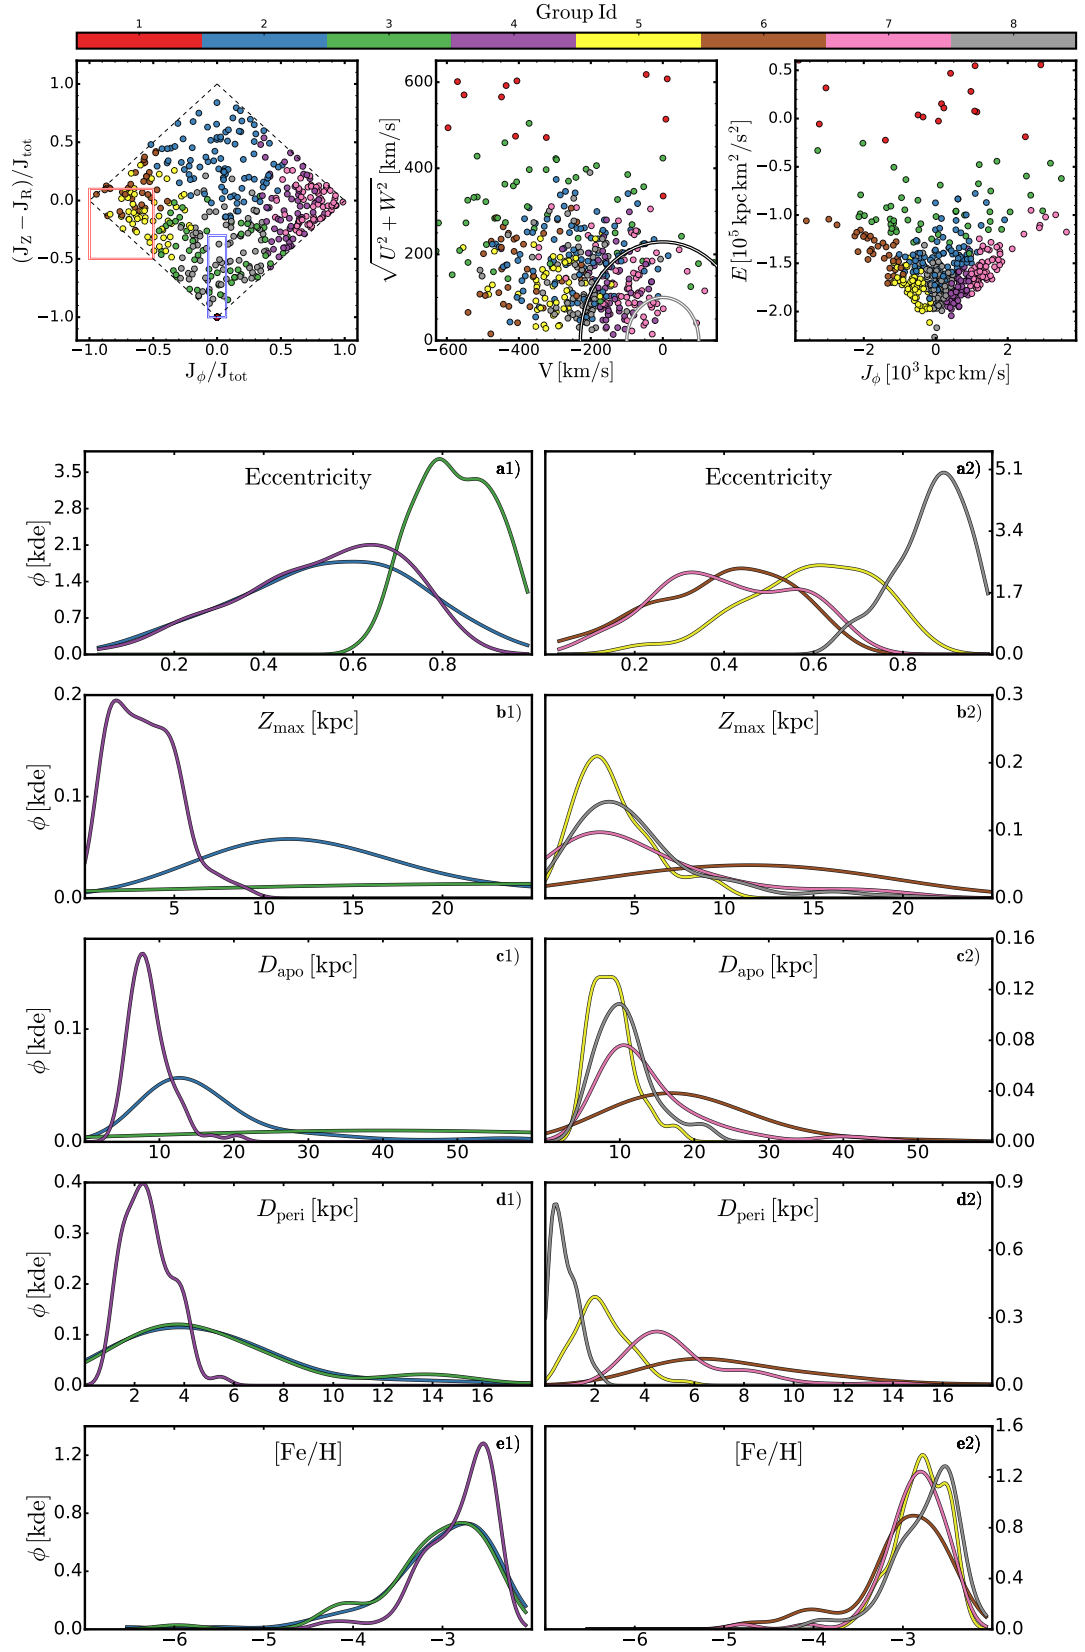 Group Id
1 2 3 4 5 6 7 8
1.0 0.5 0.0 −0.5 −1.0
(J_Z − J_R)/J_tot
−1.0 −0.5 0.0 0.5 1.0
J_ϕ/J_tot
600 400 200 0
√U² + W² [km/s]
−600 −400 −200 0
V [km/s]
0.5 0.0 −0.5 −1.0 −1.5 −2.0
E [10⁵ kpc km²/s²]
−2 0 2
J_ϕ [10³ kpc km/s]
Eccentricity a1)
3.5 2.8 2.1 1.4 0.7 0.0
ϕ [kde]
0.2 0.4 0.6 0.8
Eccentricity a2)
5.1 3.4 1.7 0.0
0.2 0.4 0.6 0.8
Z_max [kpc] b1)
0.2 0.1 0.0
ϕ [kde]
5 10 15 20
Z_max [kpc] b2)
0.3 0.2 0.1 0.0
5 10 15 20
D_apo [kpc] c1)
0.1 0.0
ϕ [kde]
10 20 30 40 50
D_apo [kpc] c2)
0.16 0.12 0.08 0.04 0.00
10 20 30 40 50
D_peri [kpc] d1)
0.4 0.3 0.2 0.1 0.0
ϕ [kde]
2 4 6 8 10 12 14 16
D_peri [kpc] d2)
0.9 0.6 0.3 0.0
2 4 6 8 10 12 14 16
[Fe/H] e1)
1.2 0.8 0.4 0.0
ϕ [kde]
−6 −5 −4 −3
[Fe/H] e2)
1.6 1.2 0.8 0.4 0.0
−6 −5 −4 −3